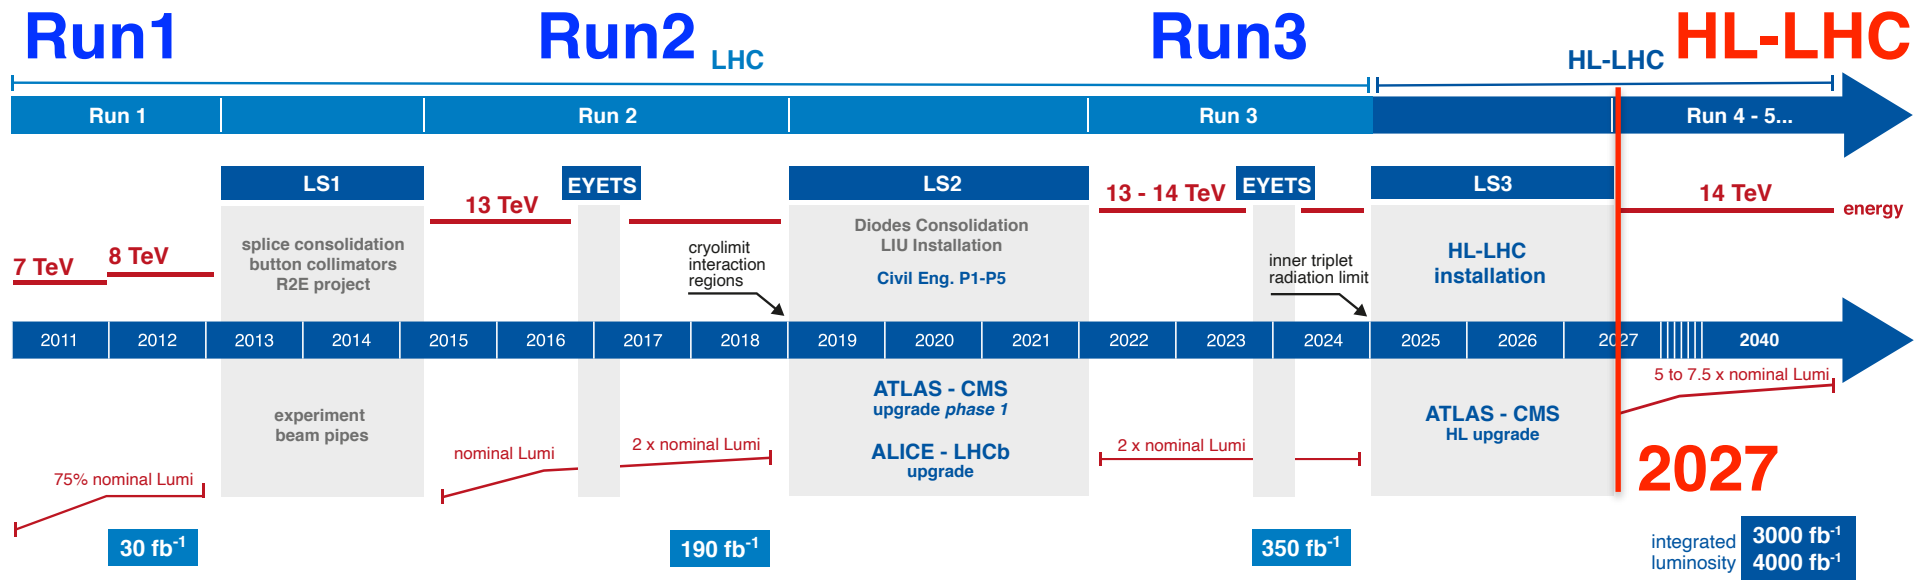 Run1
Run2
Run3
HL-LHC
LHC
HL-LHC
Run 1
Run 2
Run 3
Run 4 - 5...
LS1
EYETS
LS2
EYETS
LS3
7 TeV
8 TeV
13 TeV
13 - 14 TeV
14 TeV
energy
splice consolidation
button collimators
R2E project
cryolimit
interaction
regions
Diodes Consolidation
LIU Installation
Civil Eng. P1-P5
inner triplet
radiation limit
HL-LHC
installation
2011 2012 2013 2014 2015 2016 2017 2018 2019 2020 2021 2022 2023 2024 2025 2026 2027 2040
5 to 7.5 x nominal Lumi
experiment
beam pipes
ATLAS - CMS
upgrade phase 1
ALICE - LHCb
upgrade
ATLAS - CMS
HL upgrade
75% nominal Lumi
nominal Lumi
2 x nominal Lumi
2 x nominal Lumi
2027
30 fb-1
190 fb-1
350 fb-1
integrated
luminosity
3000 fb-1
4000 fb-1